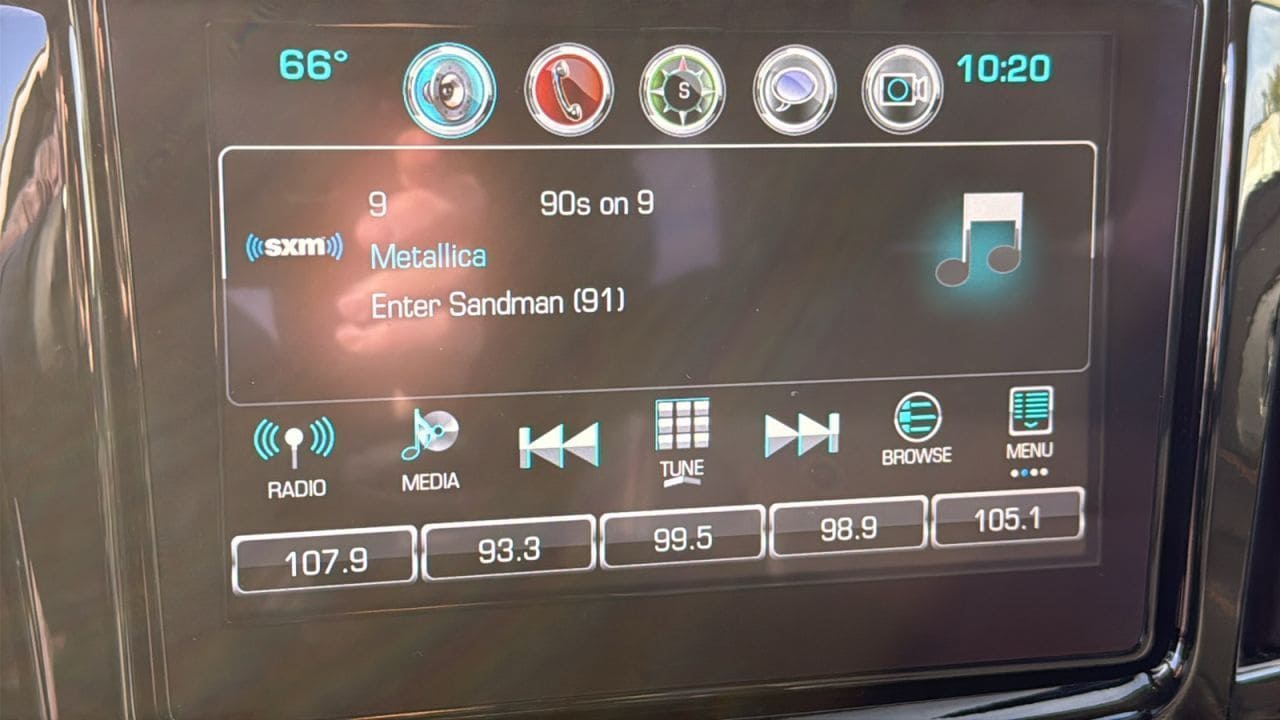 66°
S
10:20
9
90s on 9
((sxm))
Metallica
Enter Sandman (91)
RADIO
MEDIA
TUNE
BROWSE
MENU
107.9
93.3
99.5
98.9
105.1